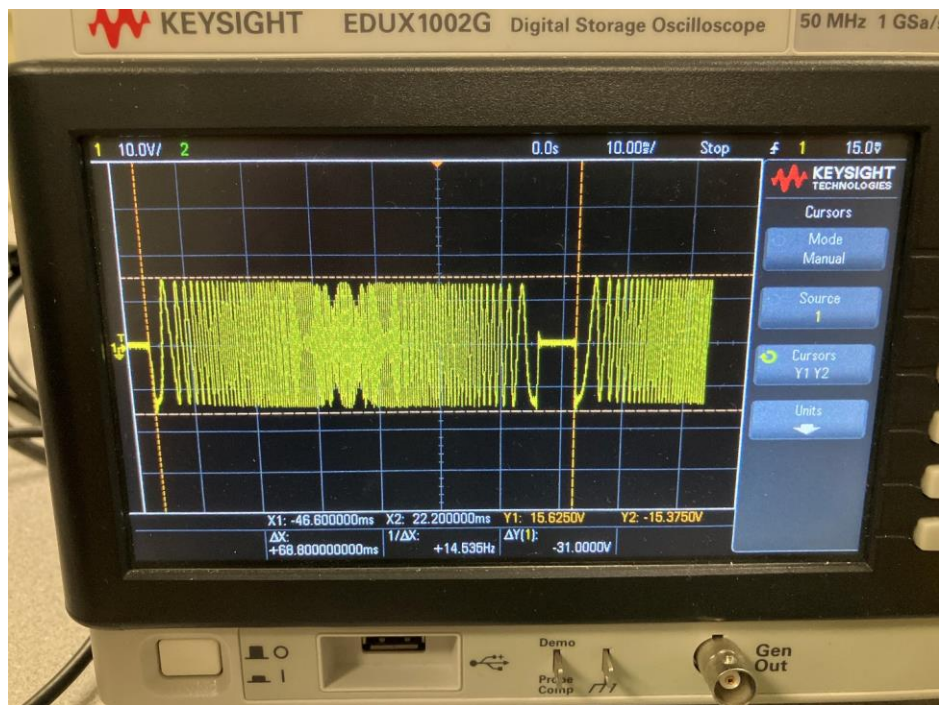 KEYSIGHT EDUX1002G Digital Storage Oscilloscope 50 MHz 1 GSa/s
1 10.0V/ 2 0.0s 10.00ms/ Stop 1 15.0V
KEYSIGHT
TECHNOLOGIES
Cursors
Mode
Manual
Source
1
Cursors
Y1 Y2
Units
T
1
X1: -46.600000ms X2: 22.200000ms Y1: 15.6250V Y2: -15.3750V
ΔX: 1/ΔX: ΔY(1):
+68.800000000ms +14.535Hz -31.0000V
Demo
Probe
Comp
Gen
Out